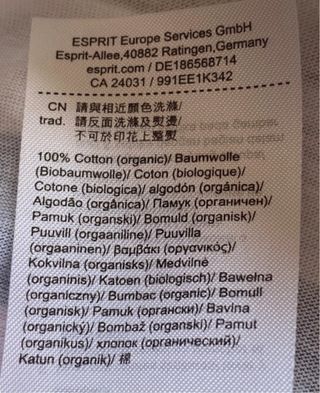 ESPRIT Europe Services GmbH
Esprit-Allee,40882 Ratingen,Germany
esprit.com / DE186568714
CA 24031 / 991EE1K342
CN 請與相近顏色洗滌/
trad. 請反面洗滌及熨燙/
不可於印花上整熨
100% Cotton (organic)/ Baumwolle
(Biobaumwolle)/ Coton (biologique)/
Cotone (biologica)/ algodón (orgánica)/
Algodão (orgânica)/ Памук (органичен)/
Pamuk (organski)/ Bomuld (organisk)/
Puuvill (orgaaniline)/ Puuvilla
(orgaaninen)/ βαμβάκι (οργανικός)/
Kokvilna (organisks)/ Medvilnė
(organinis)/ Katoen (biologisch)/ Bawełna
(organiczny)/ Bumbac (organic)/ Bomull
(organisk)/ Pamuk (органски)/ Bavlna
(organický)/ Bombaž (organski)/ Pamut
(organikus)/ хлопок (органический)/
Katun (organik)/ 棉